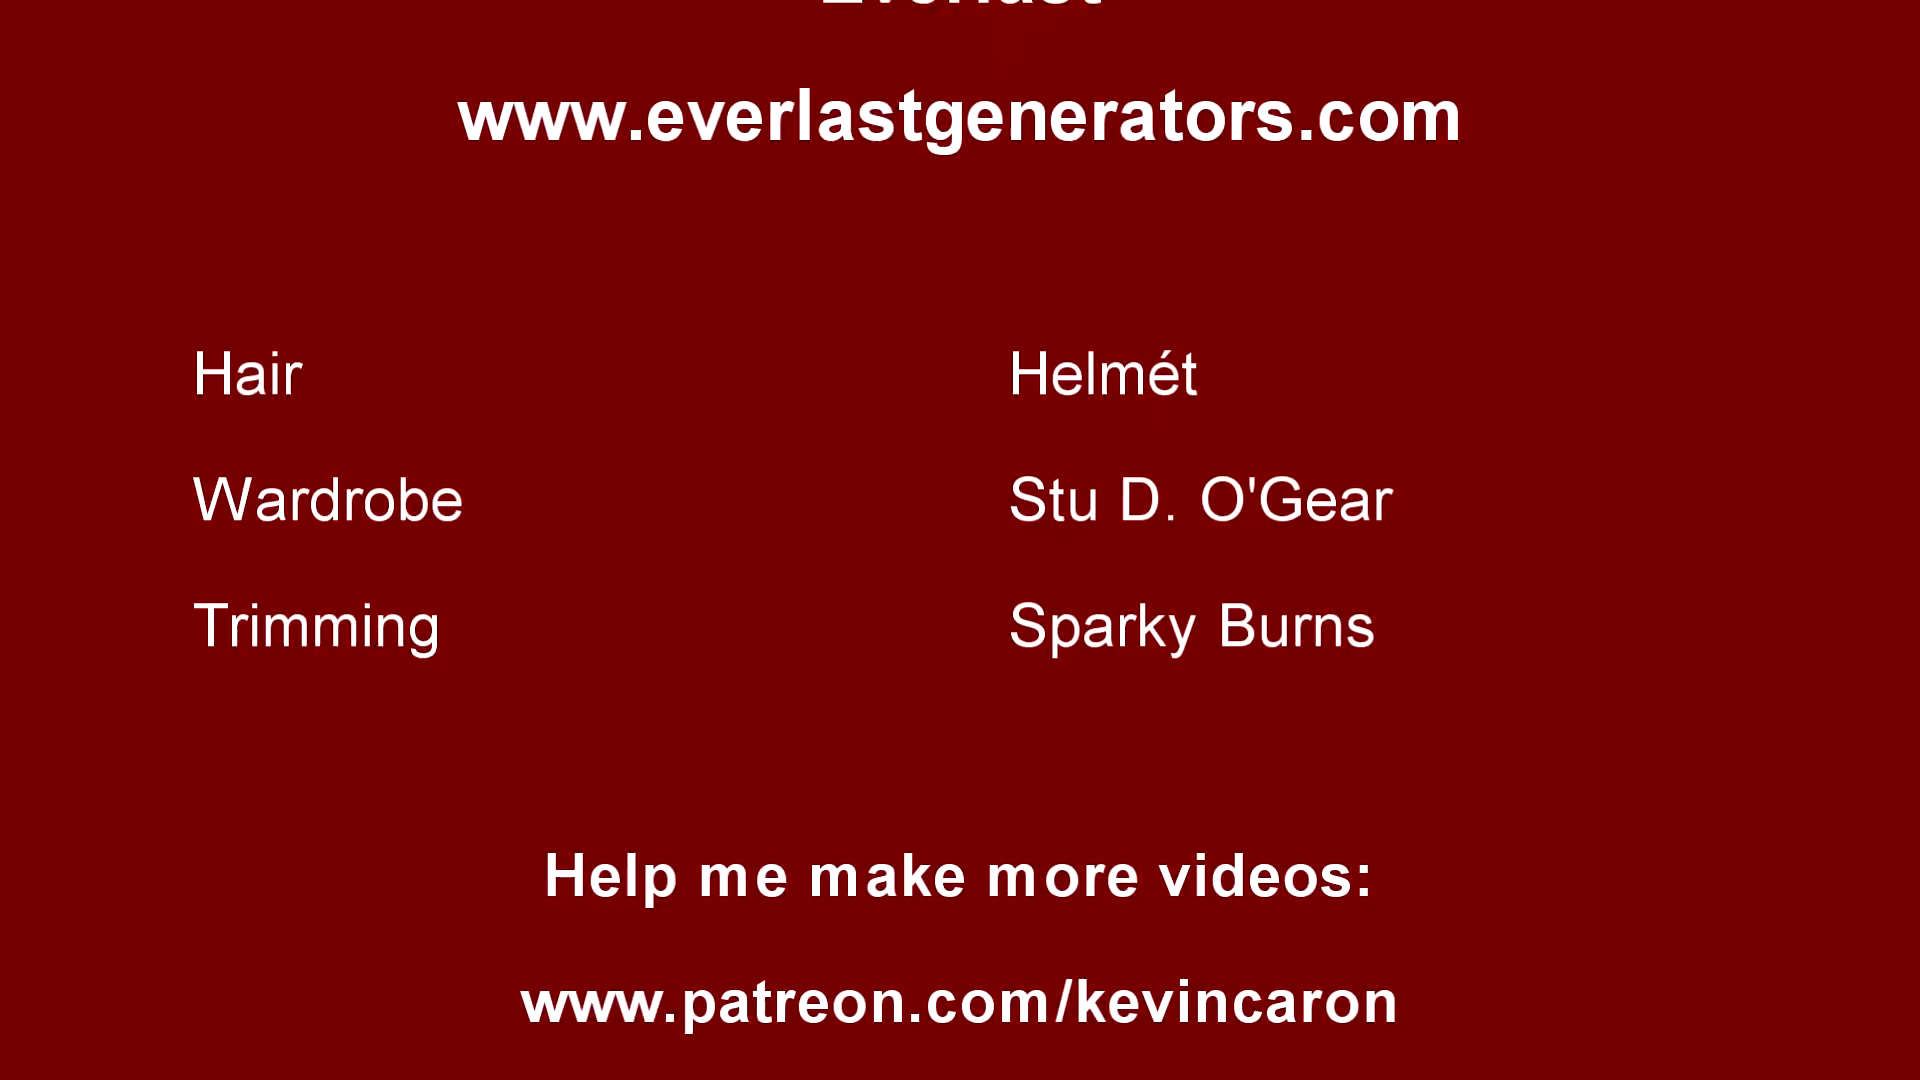 Everlast
www.everlastgenerators.com
Hair Helmét
Wardrobe Stu D. O'Gear
Trimming Sparky Burns
Help me make more videos:
www.patreon.com/kevincaron